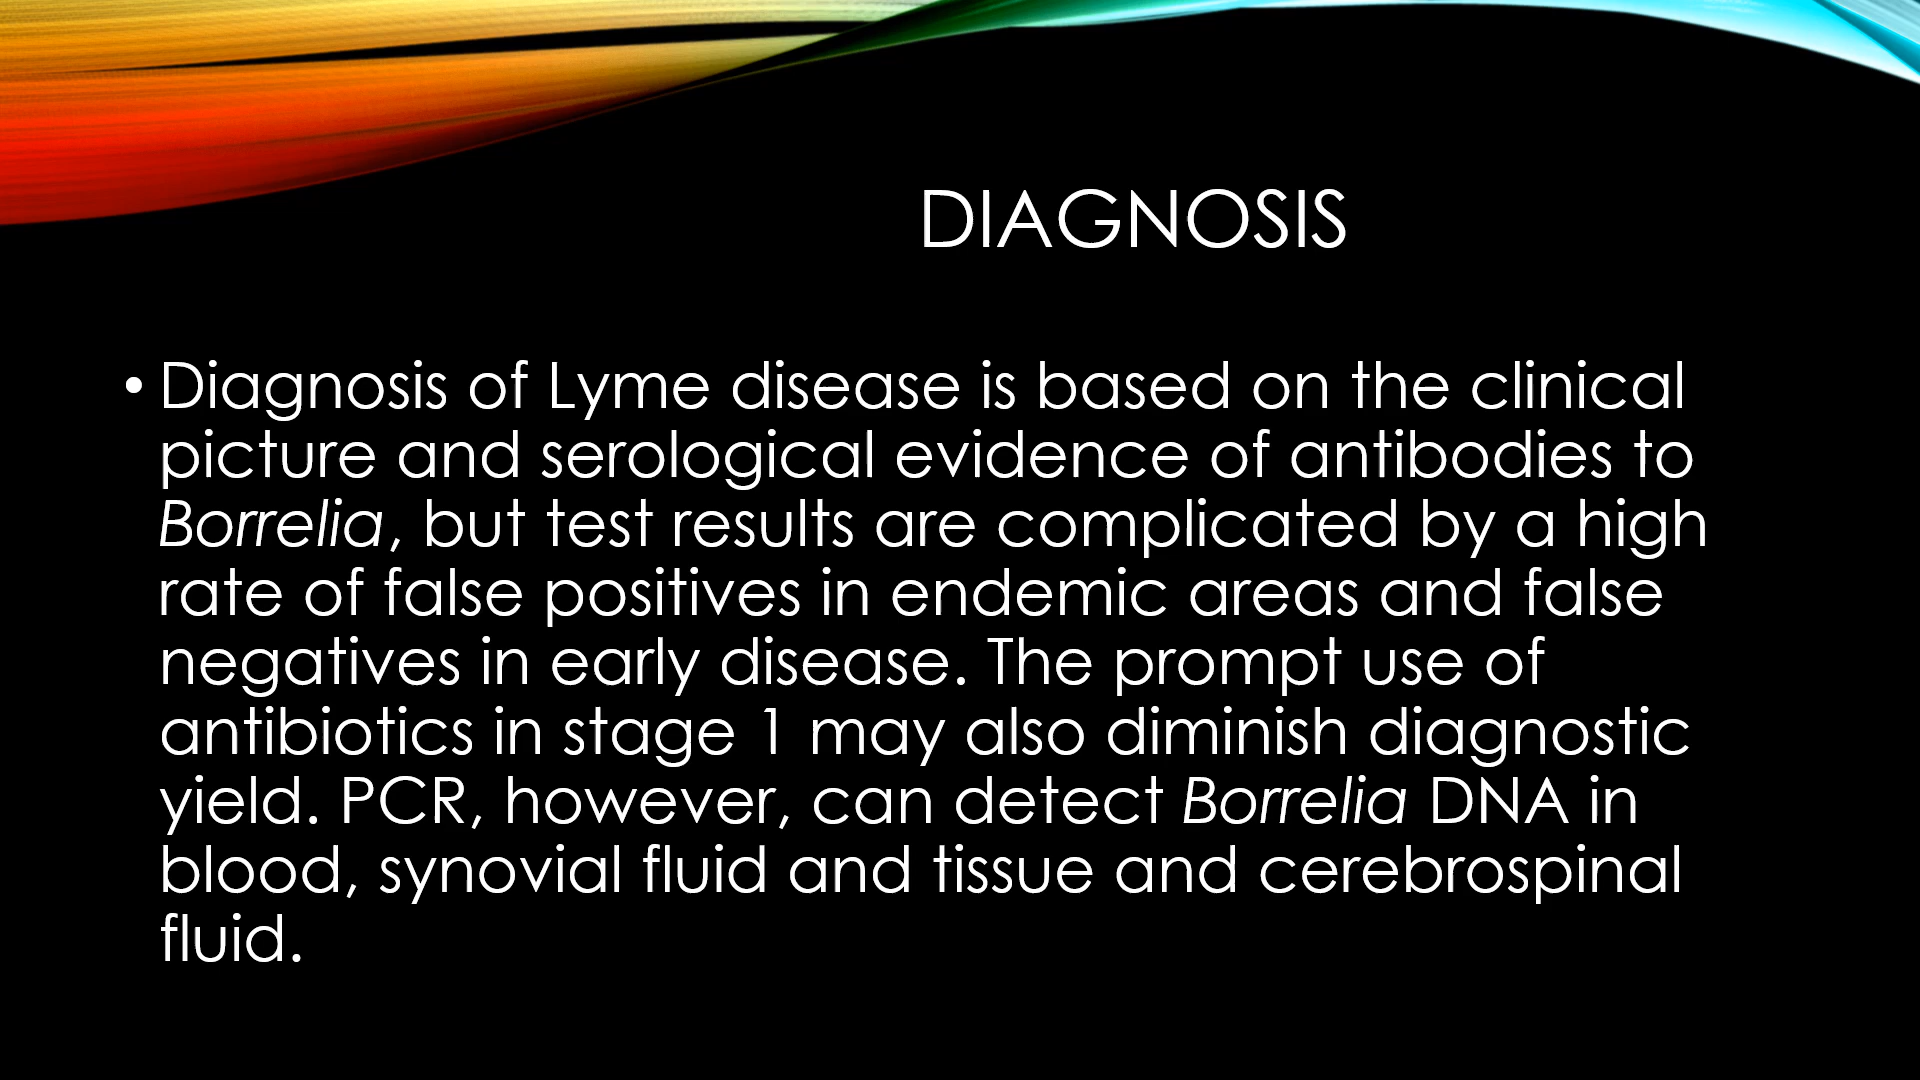 DIAGNOSIS
• Diagnosis of Lyme disease is based on the clinical
picture and serological evidence of antibodies to
Borrelia, but test results are complicated by a high
rate of false positives in endemic areas and false
negatives in early disease. The prompt use of
antibiotics in stage 1 may also diminish diagnostic
yield. PCR, however, can detect Borrelia DNA in
blood, synovial fluid and tissue and cerebrospinal
fluid.